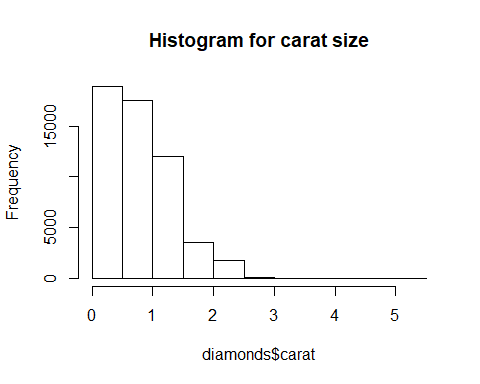 Histogram for carat size
Frequency
15000
5000
0
0 1 2 3 4 5
diamonds$carat